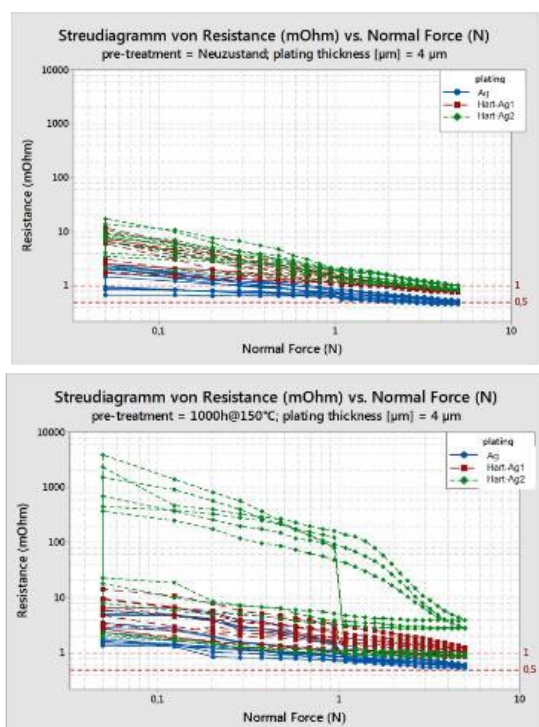 Streudiagramm von Resistance (mOhm) vs. Normal Force (N)
pre-treatment = Neuzustand; plating thickness [µm] = 4 µm
plating
Ag
Hart-Ag1
Hart-Ag2
Resistance (mOhm)
10000
1000
100
10
1
1
0,5
0,1
1
10
Normal Force (N)
Streudiagramm von Resistance (mOhm) vs. Normal Force (N)
pre-treatment = 1000h@150°C; plating thickness [µm] = 4 µm
plating
Ag
Hart-Ag1
Hart-Ag2
Resistance (mOhm)
10000
1000
100
10
1
1
0,5
0,1
1
10
Normal Force (N)